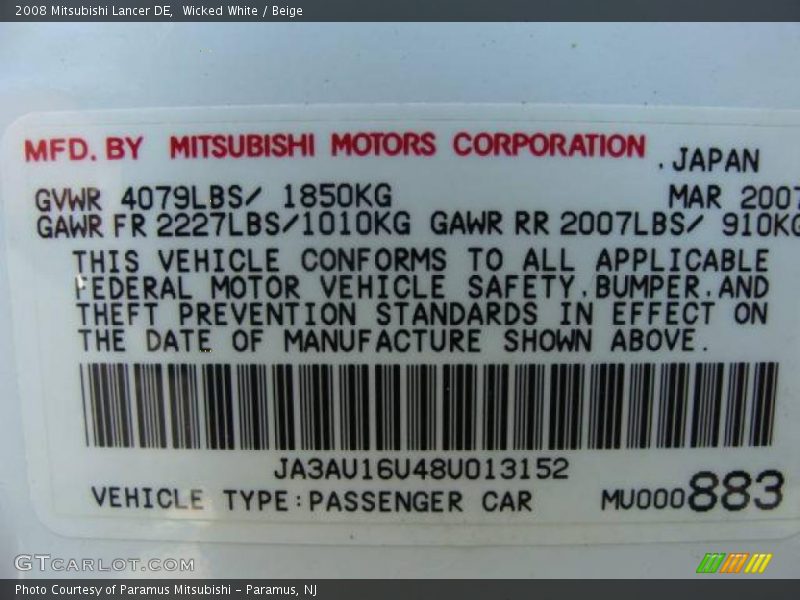 2008 Mitsubishi Lancer DE,  Wicked White / Beige
MFD. BY MITSUBISHI MOTORS CORPORATION
. JAPAN
GVWR 4079LBS/ 1850KG MAR 2007
GAWR FR 2227LBS/1010KG GAWR RR 2007LBS/ 910KG
THIS VEHICLE CONFORMS TO ALL APPLICABLE
FEDERAL MOTOR VEHICLE SAFETY,BUMPER,AND
THEFT PREVENTION STANDARDS IN EFFECT ON
THE DATE OF MANUFACTURE SHOWN ABOVE.
JA3AU16U48U013152
VEHICLE TYPE:PASSENGER CAR MU000883
GTCARLOT.COM
Photo Courtesy of Paramus Mitsubishi - Paramus, NJ